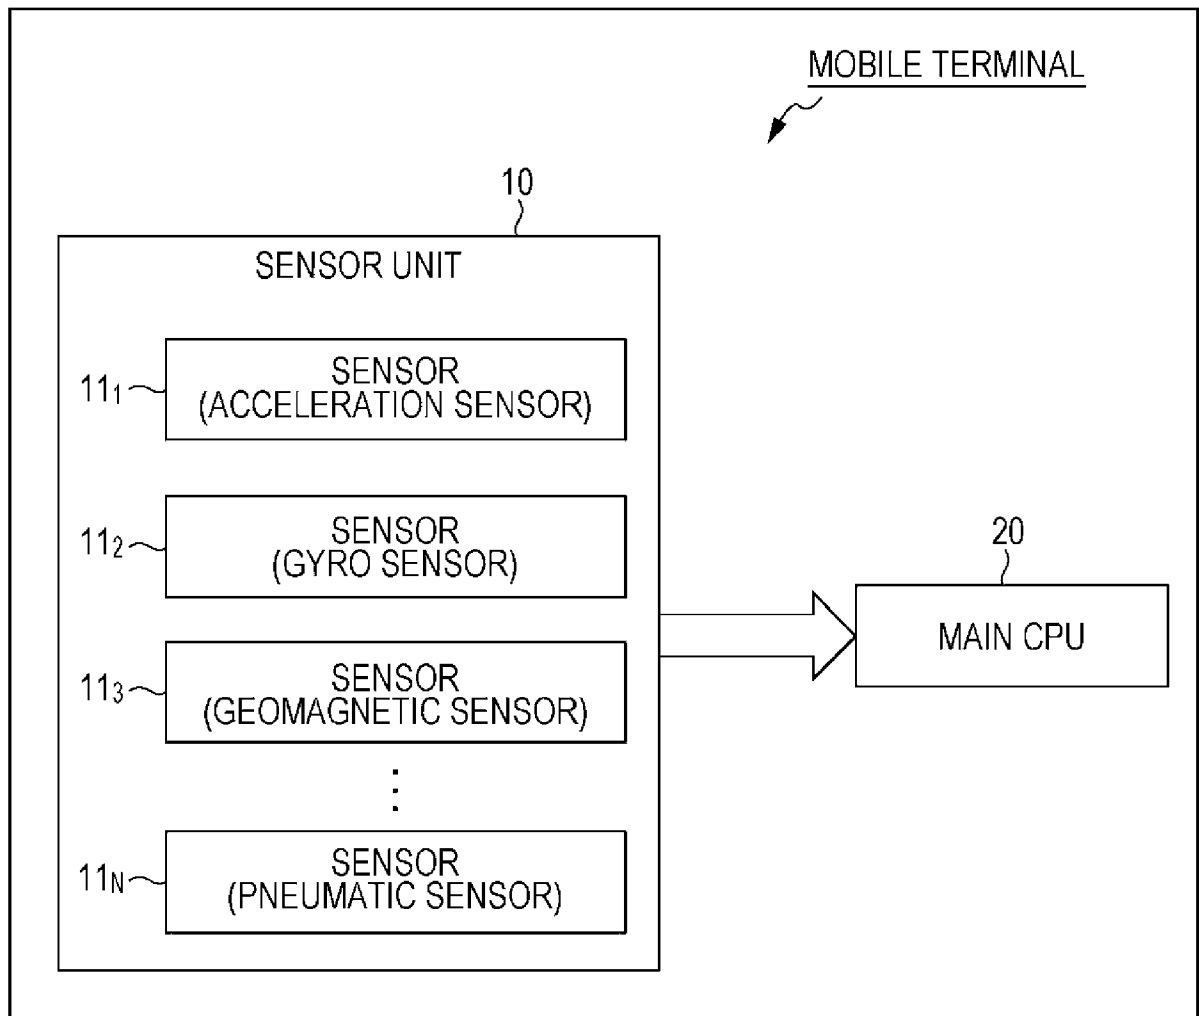 MOBILE TERMINAL
10
SENSOR UNIT
11₁
SENSOR
(ACCELERATION SENSOR)
11₂
SENSOR
(GYRO SENSOR)
20
MAIN CPU
11₃
SENSOR
(GEOMAGNETIC SENSOR)
⋮
11N
SENSOR
(PNEUMATIC SENSOR)